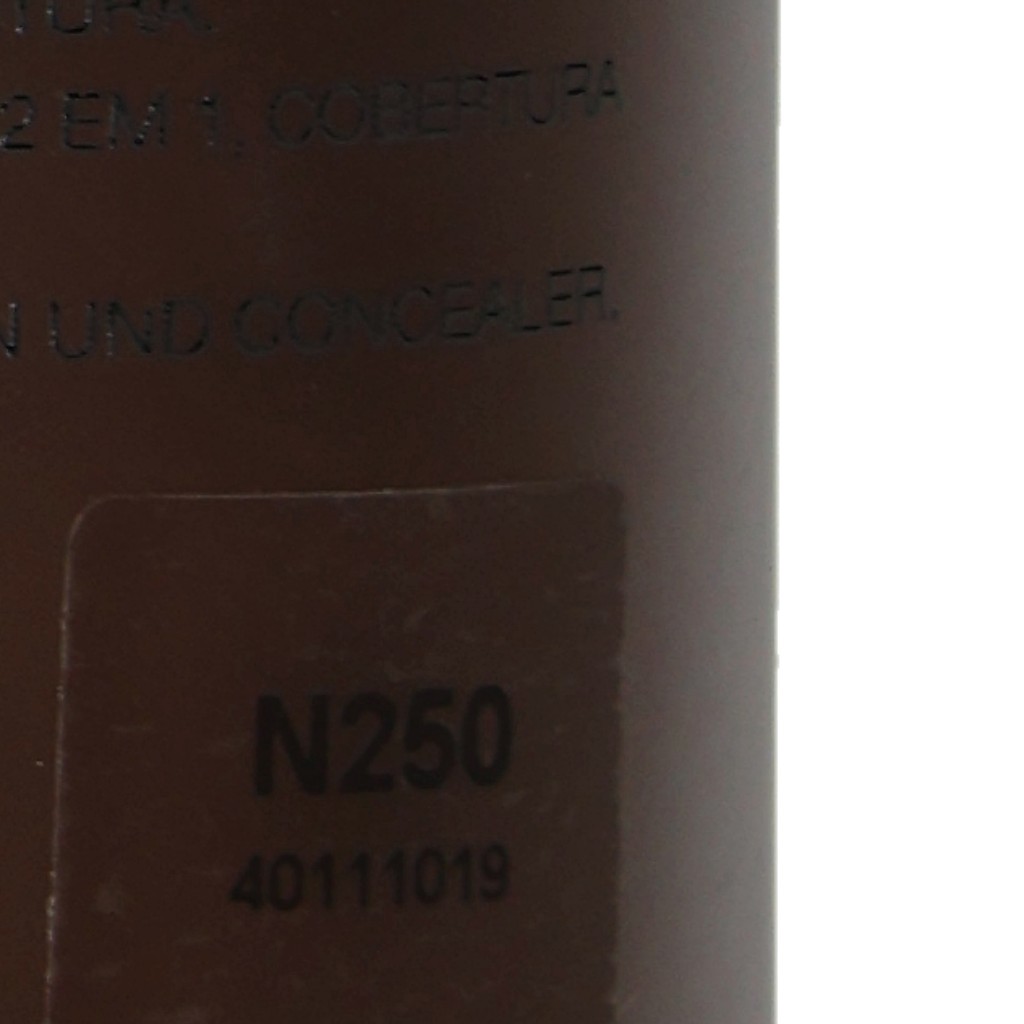 2 EM 1, COBERTURA
UND CONCEALER.
N250
40111019